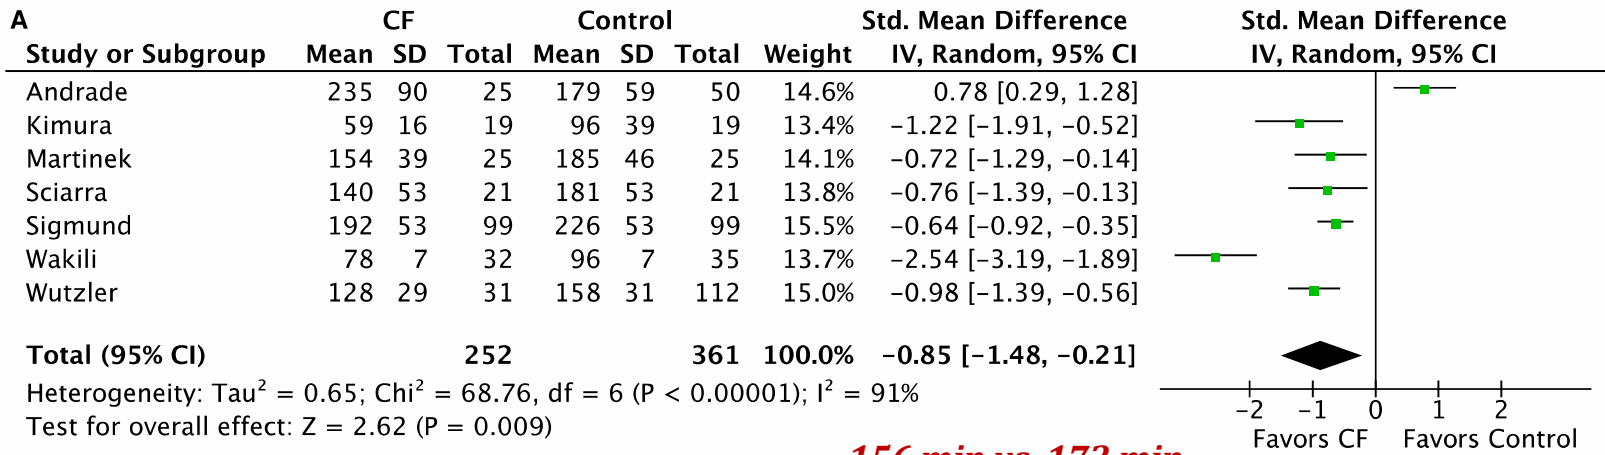 A CF Control Std. Mean Difference Std. Mean Difference
Study or Subgroup Mean SD Total Mean SD Total Weight IV, Random, 95% CI IV, Random, 95% CI
Andrade 235 90 25 179 59 50 14.6% 0.78 [0.29, 1.28]
Kimura 59 16 19 96 39 19 13.4% −1.22 [−1.91, −0.52]
Martinek 154 39 25 185 46 25 14.1% −0.72 [−1.29, −0.14]
Sciarra 140 53 21 181 53 21 13.8% −0.76 [−1.39, −0.13]
Sigmund 192 53 99 226 53 99 15.5% −0.64 [−0.92, −0.35]
Wakili 78 7 32 96 7 35 13.7% −2.54 [−3.19, −1.89]
Wutzler 128 29 31 158 31 112 15.0% −0.98 [−1.39, −0.56]
Total (95% CI) 252 361 100.0% −0.85 [−1.48, −0.21]
Heterogeneity: Tau² = 0.65; Chi² = 68.76, df = 6 (P < 0.00001); I² = 91%
Test for overall effect: Z = 2.62 (P = 0.009)
−2 −1 0 1 2
Favors CF Favors Control
156 min vs. 173 min